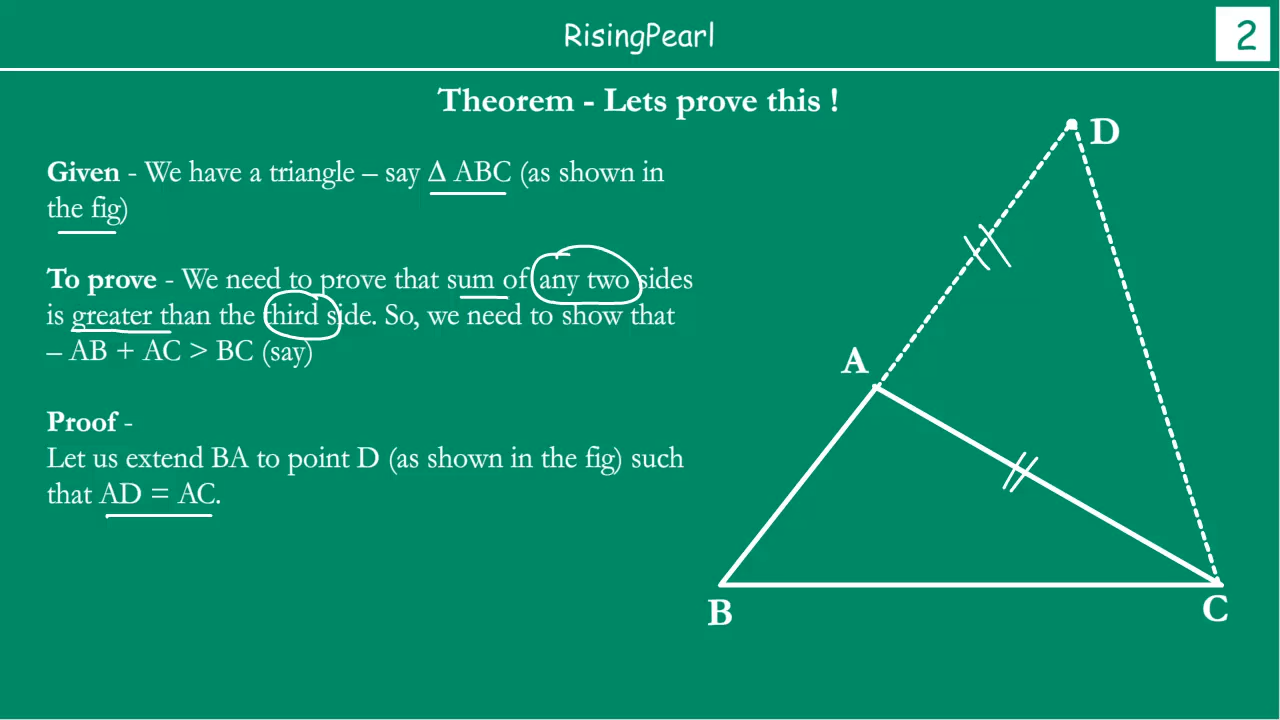 RisingPearl
2
Theorem - Lets prove this !
Given - We have a triangle – say Δ ABC (as shown in
the fig)
To prove - We need to prove that sum of any two sides
is greater than the third side. So, we need to show that
– AB + AC > BC (say)
Proof -
Let us extend BA to point D (as shown in the fig) such
that AD = AC.
D
A
B
C